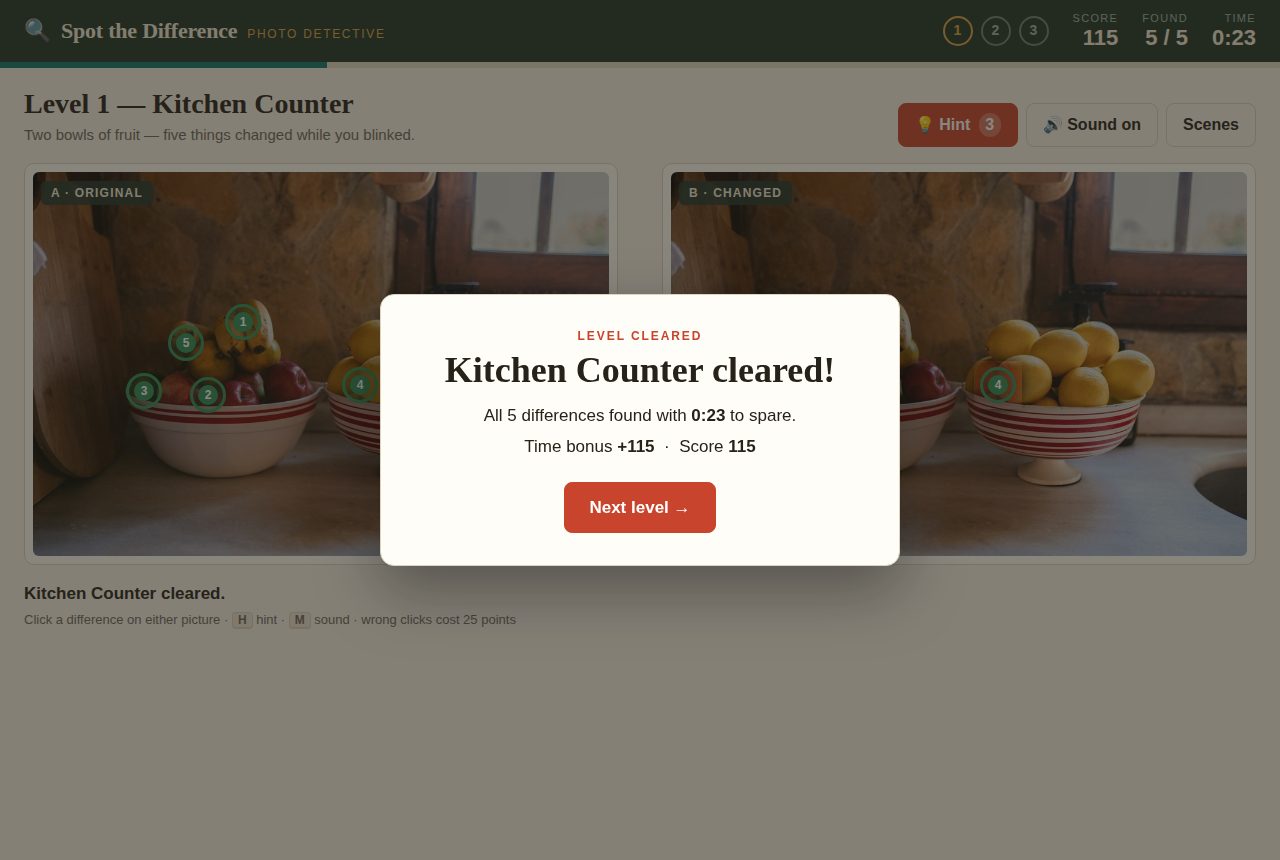 🔍 Spot the Difference PHOTO DETECTIVE
1 2 3
SCORE 115
FOUND 5 / 5
TIME 0:23
Level 1 — Kitchen Counter
Two bowls of fruit — five things changed while you blinked.
💡 Hint 3
🔊 Sound on
Scenes
A · ORIGINAL
1
5
3
2
4
B · CHANGED
4
LEVEL CLEARED
Kitchen Counter cleared!
All 5 differences found with 0:23 to spare.
Time bonus +115 · Score 115
Next level →
Kitchen Counter cleared.
Click a difference on either picture · H hint · M sound · wrong clicks cost 25 points